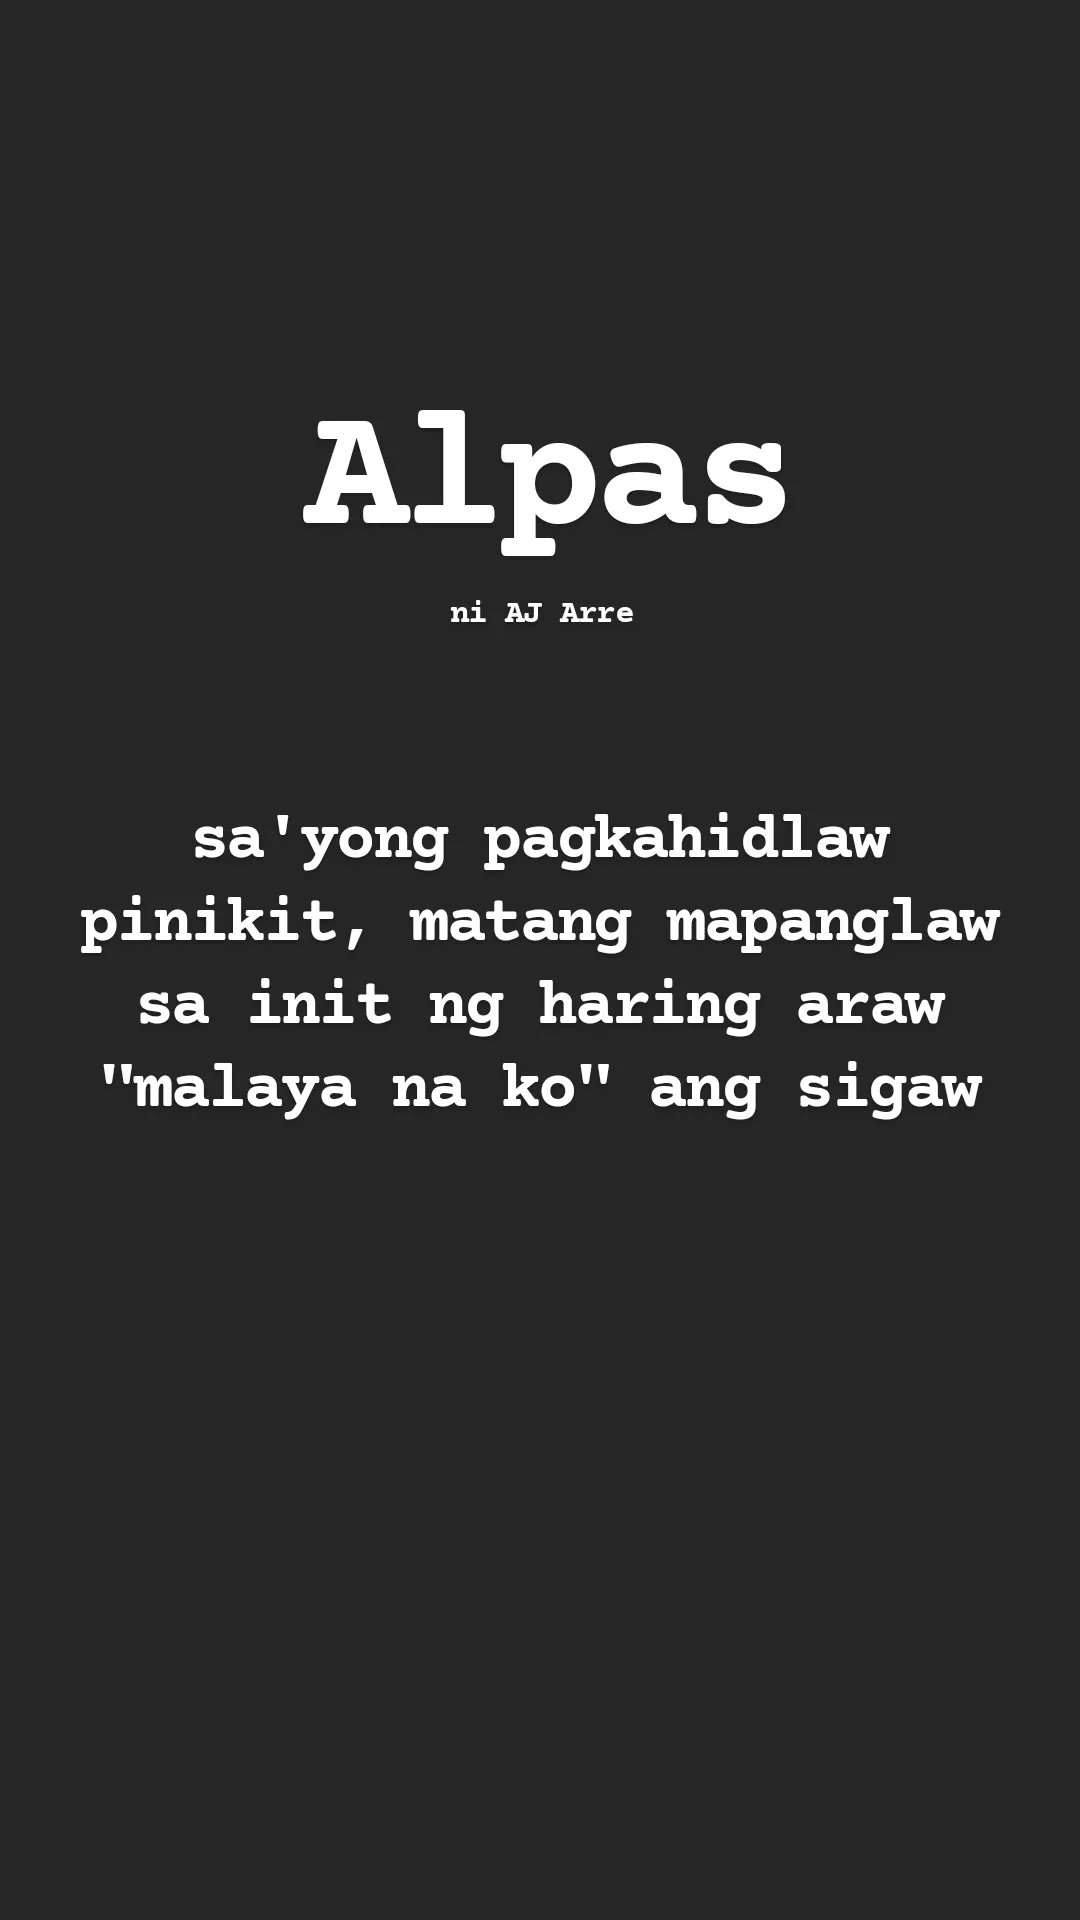 Alpas
ni AJ Arre
sa'yong pagkahidlaw
pinikit, matang mapanglaw
sa init ng haring araw
"malaya na ko" ang sigaw